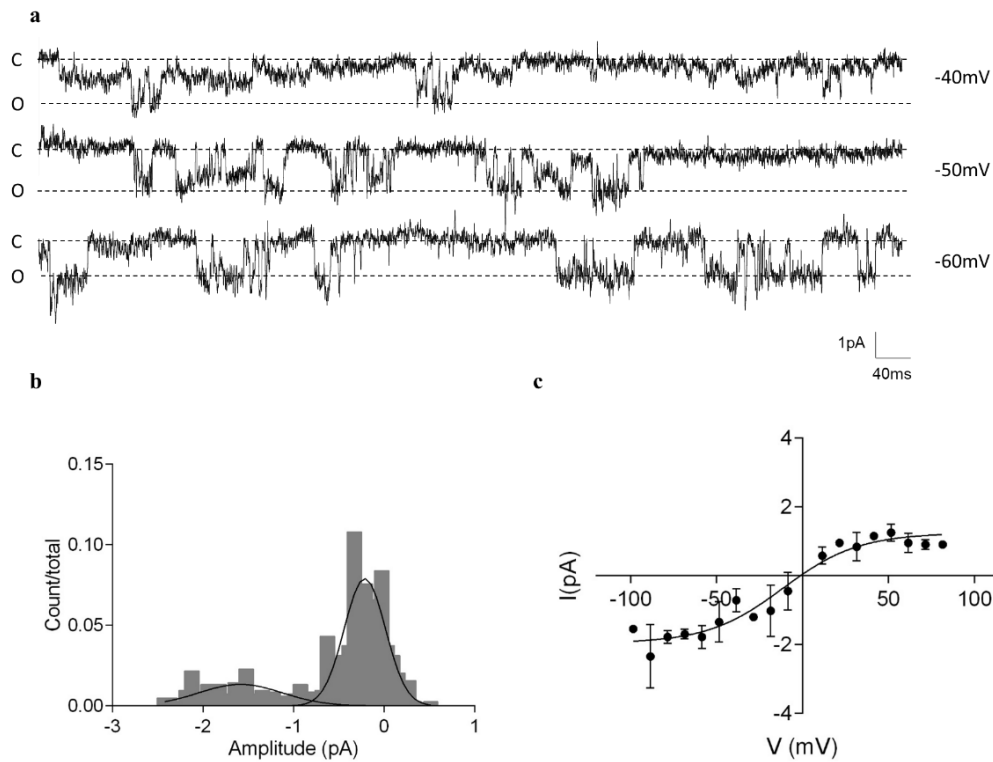 a
C
O
-40mV
C
O
-50mV
C
O
-60mV
1pA
40ms
b
0.15
0.10
0.05
0.00
Count/total
-3
-2
-1
0
1
Amplitude (pA)
c
4
2
-2
-4
I(pA)
-100
-50
0
50
100
V (mV)